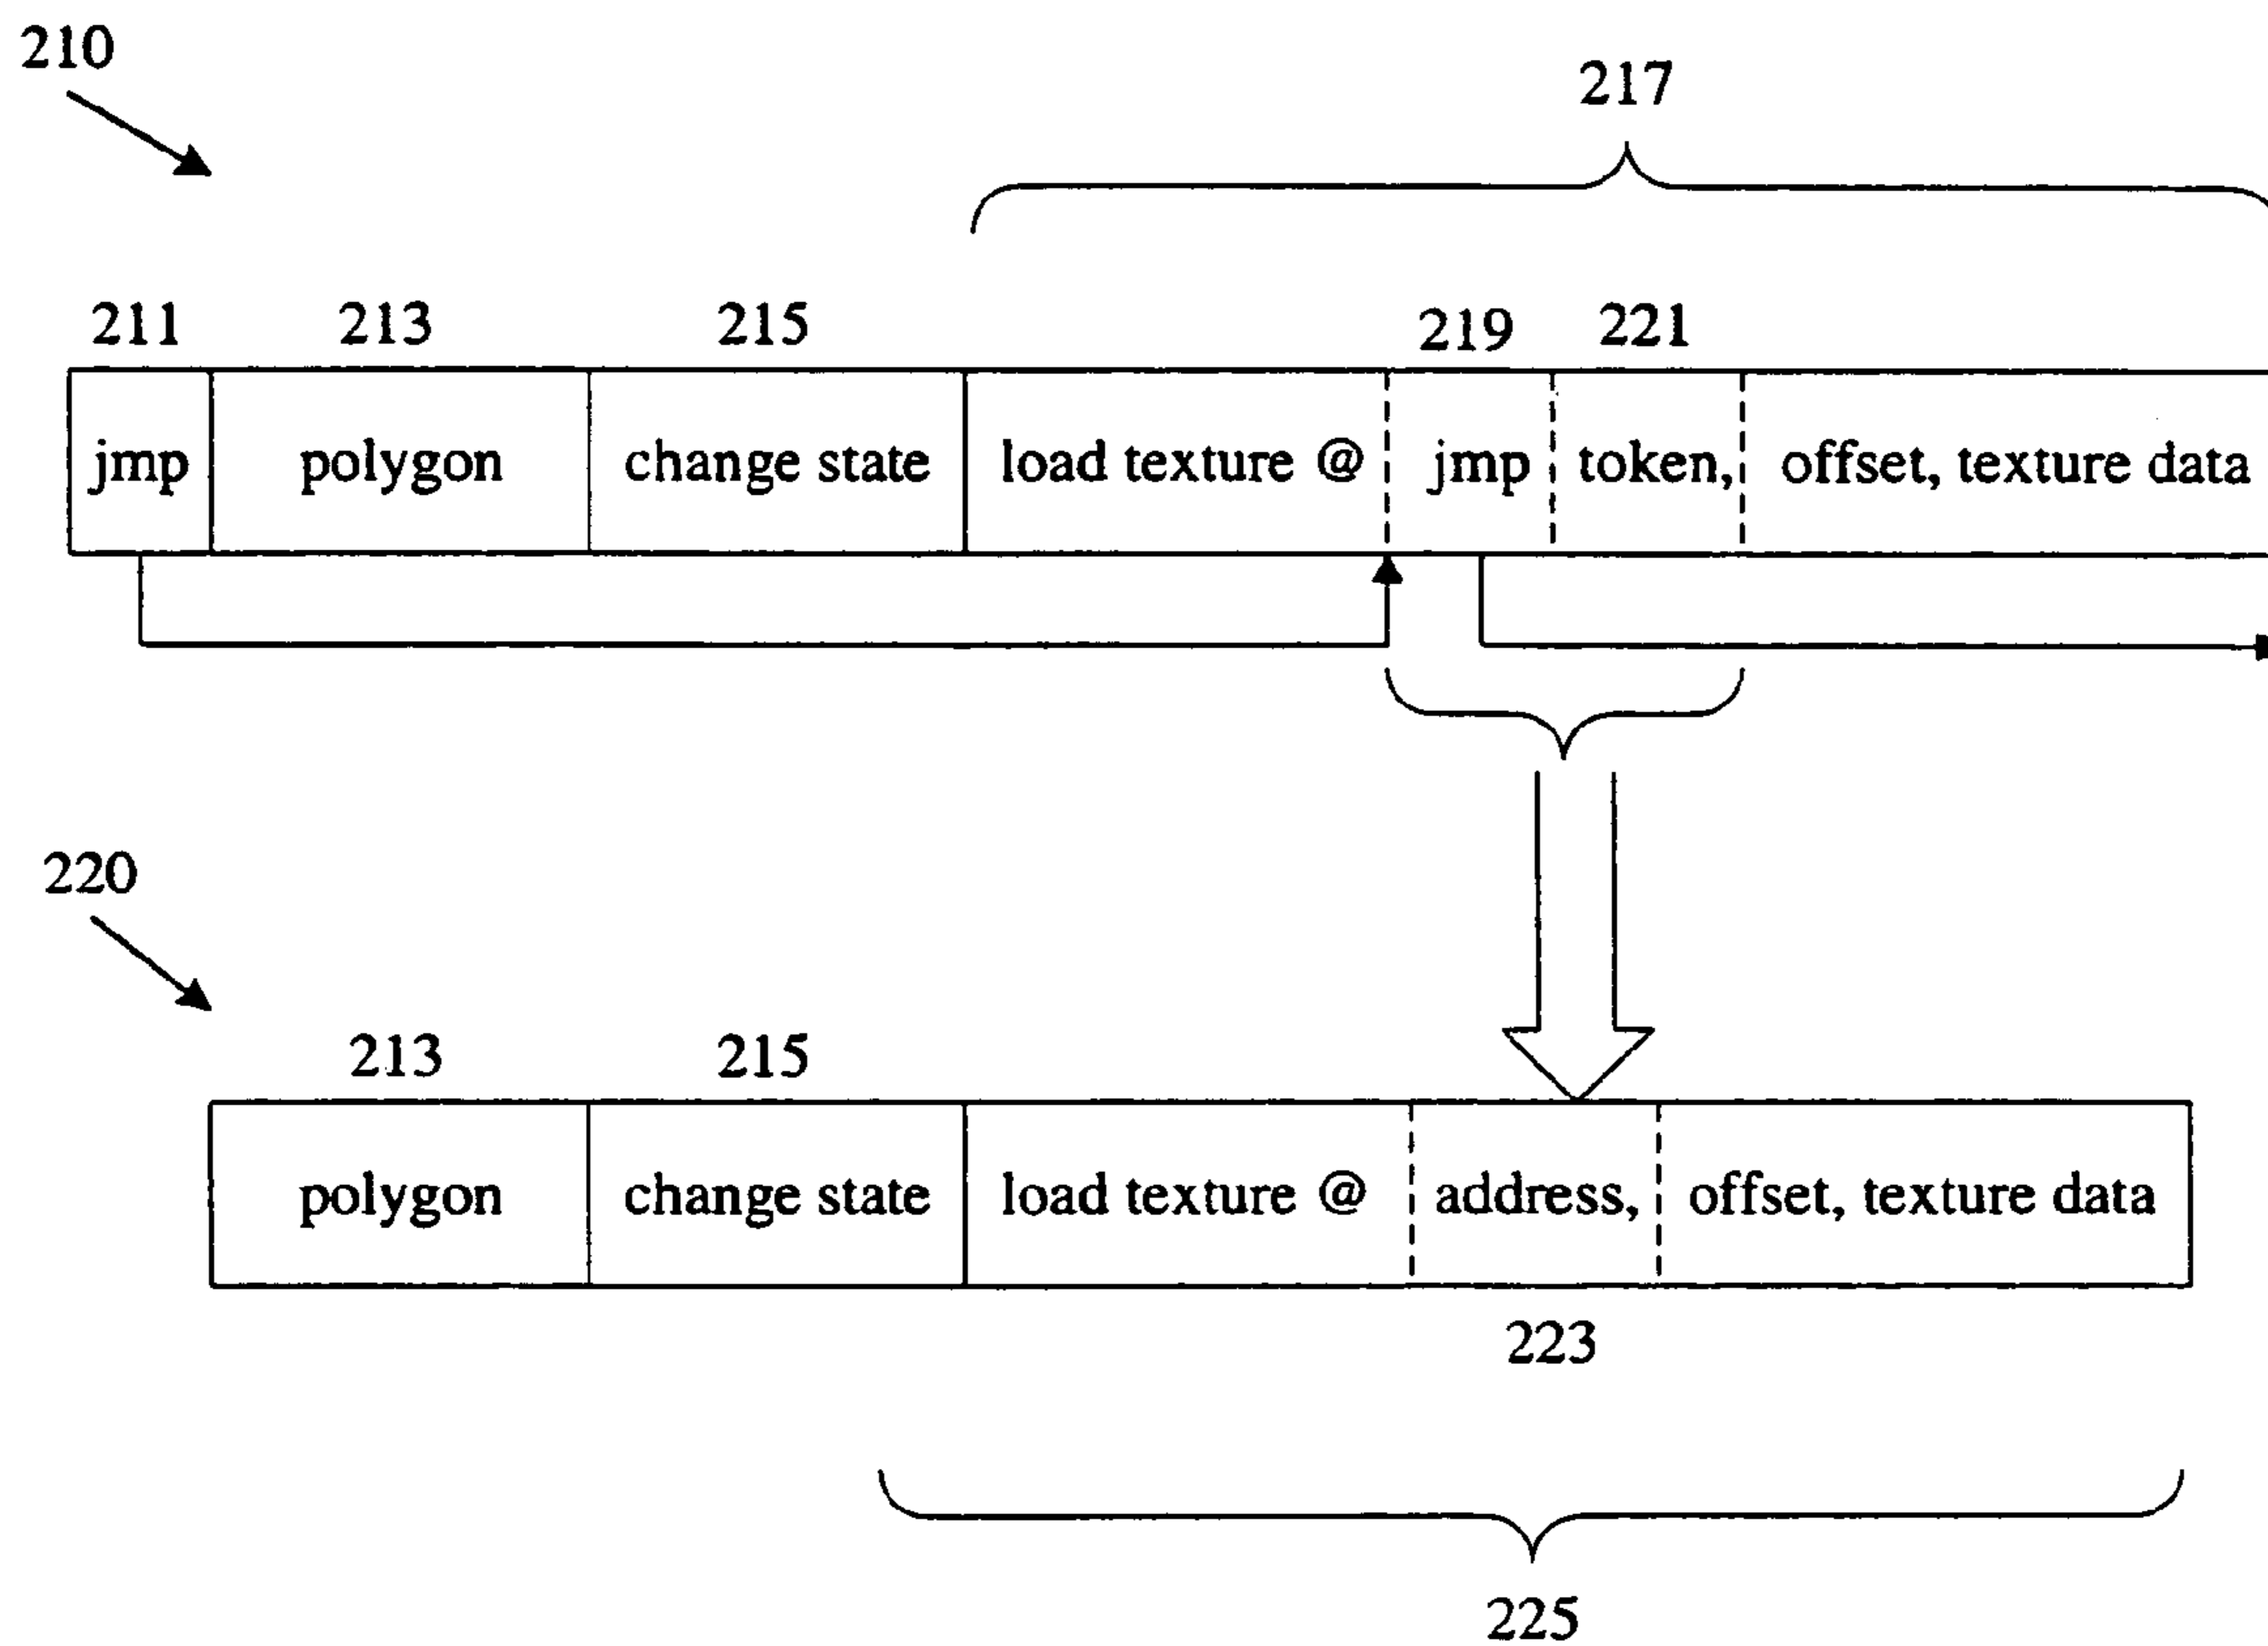 210
217
211 213 215 219 221
jmp polygon change state load texture @ jmp token, offset, texture data
220
213 215
polygon change state load texture @ address, offset, texture data
223
225